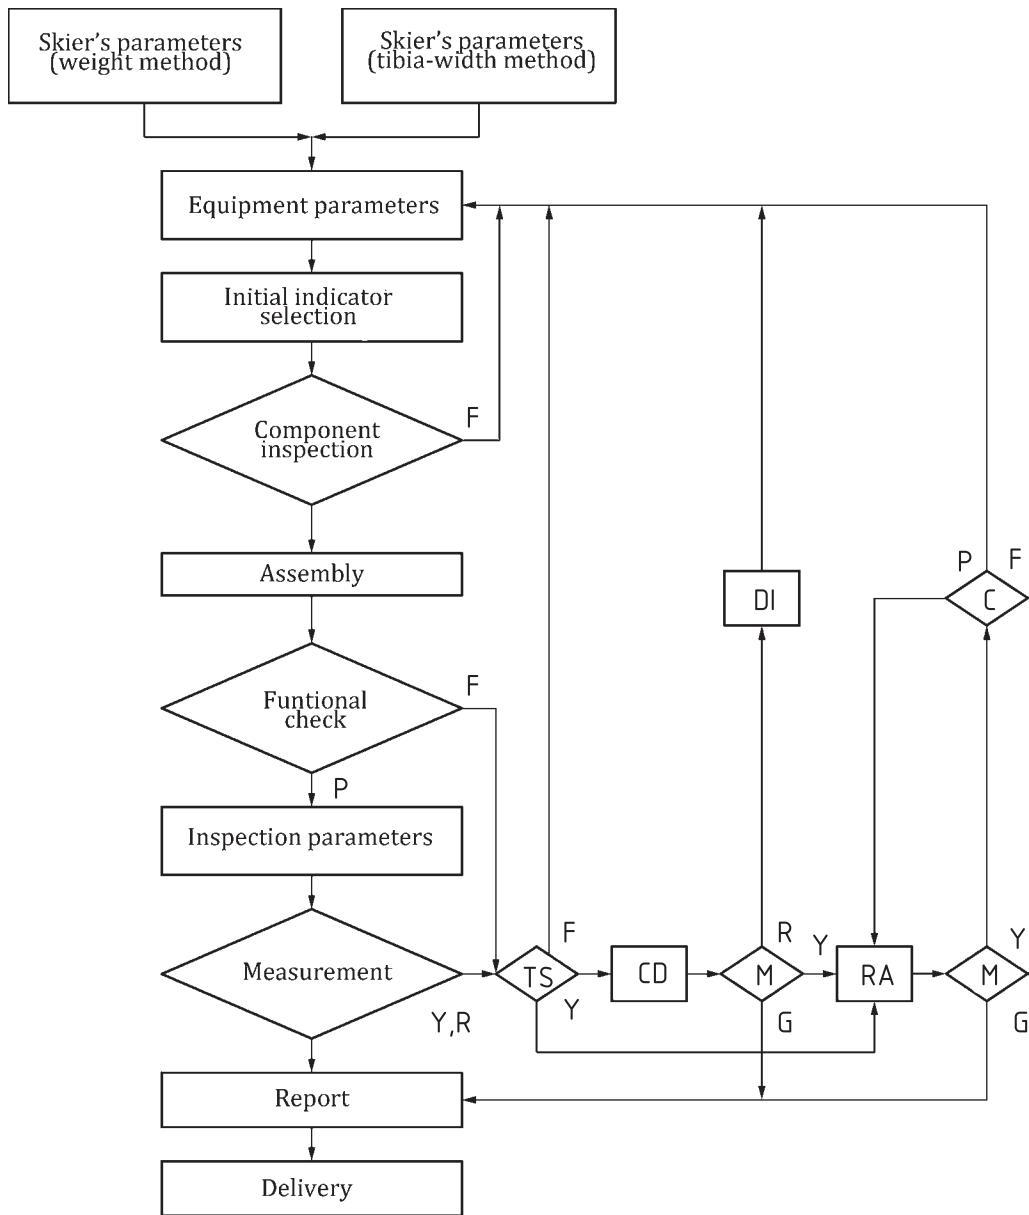 Skier's parameters
(weight method)
Skier's parameters
(tibia-width method)
Equipment parameters
Initial indicator
selection
Component
inspection
F
Assembly
DI
P
F
C
Funtional
check
F
P
Inspection parameters
Measurement
Y,R
TS
F
Y
CD
M
R
Y
G
RA
M
Y
G
Report
Delivery